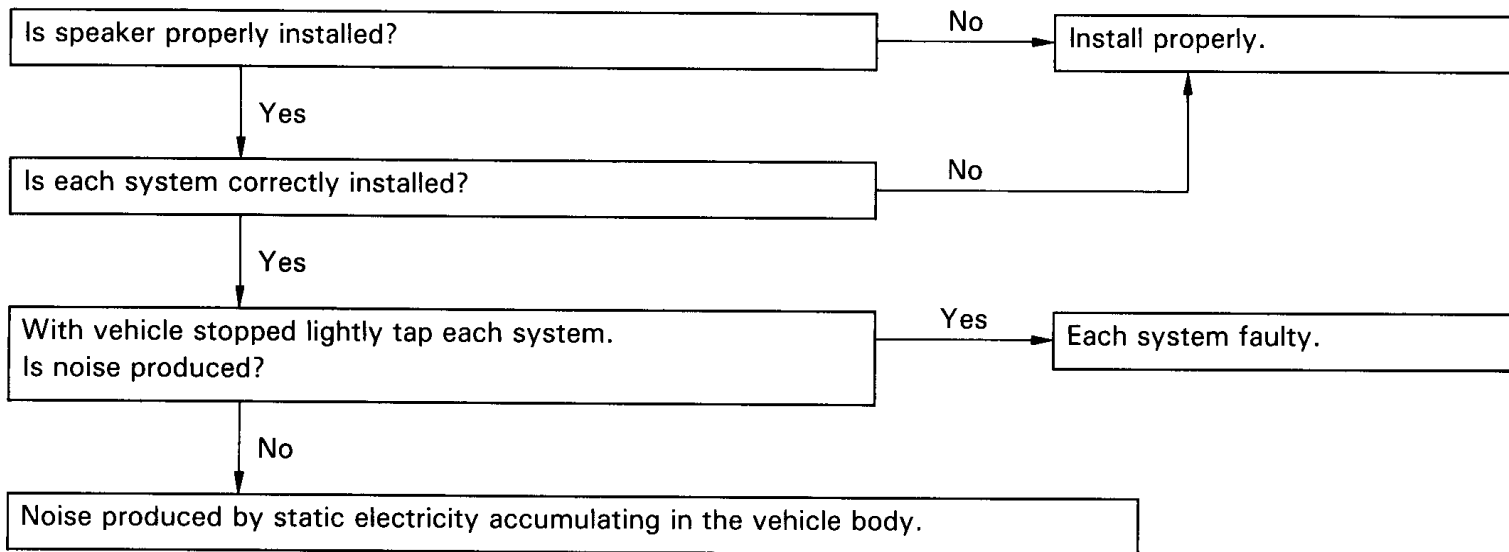 Is speaker properly installed?
No
Install properly.
Yes
Is each system correctly installed?
No
Yes
With vehicle stopped lightly tap each system.
Is noise produced?
Yes
Each system faulty.
No
Noise produced by static electricity accumulating in the vehicle body.